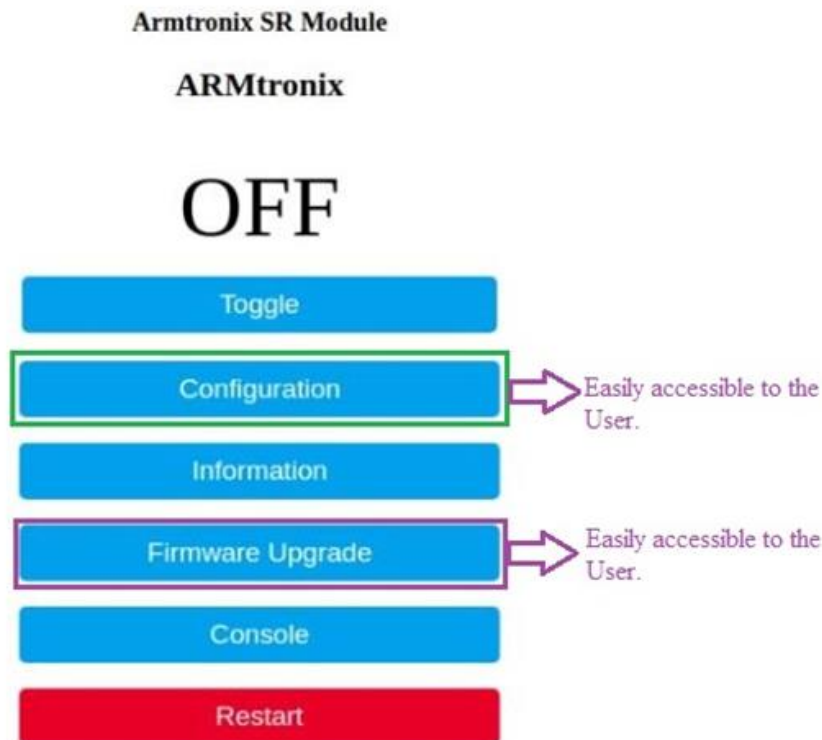 Armtronix SR Module
ARMtronix
OFF
Toggle
Configuration
Easily accessible to the
User.
Information
Firmware Upgrade
Easily accessible to the
User.
Console
Restart